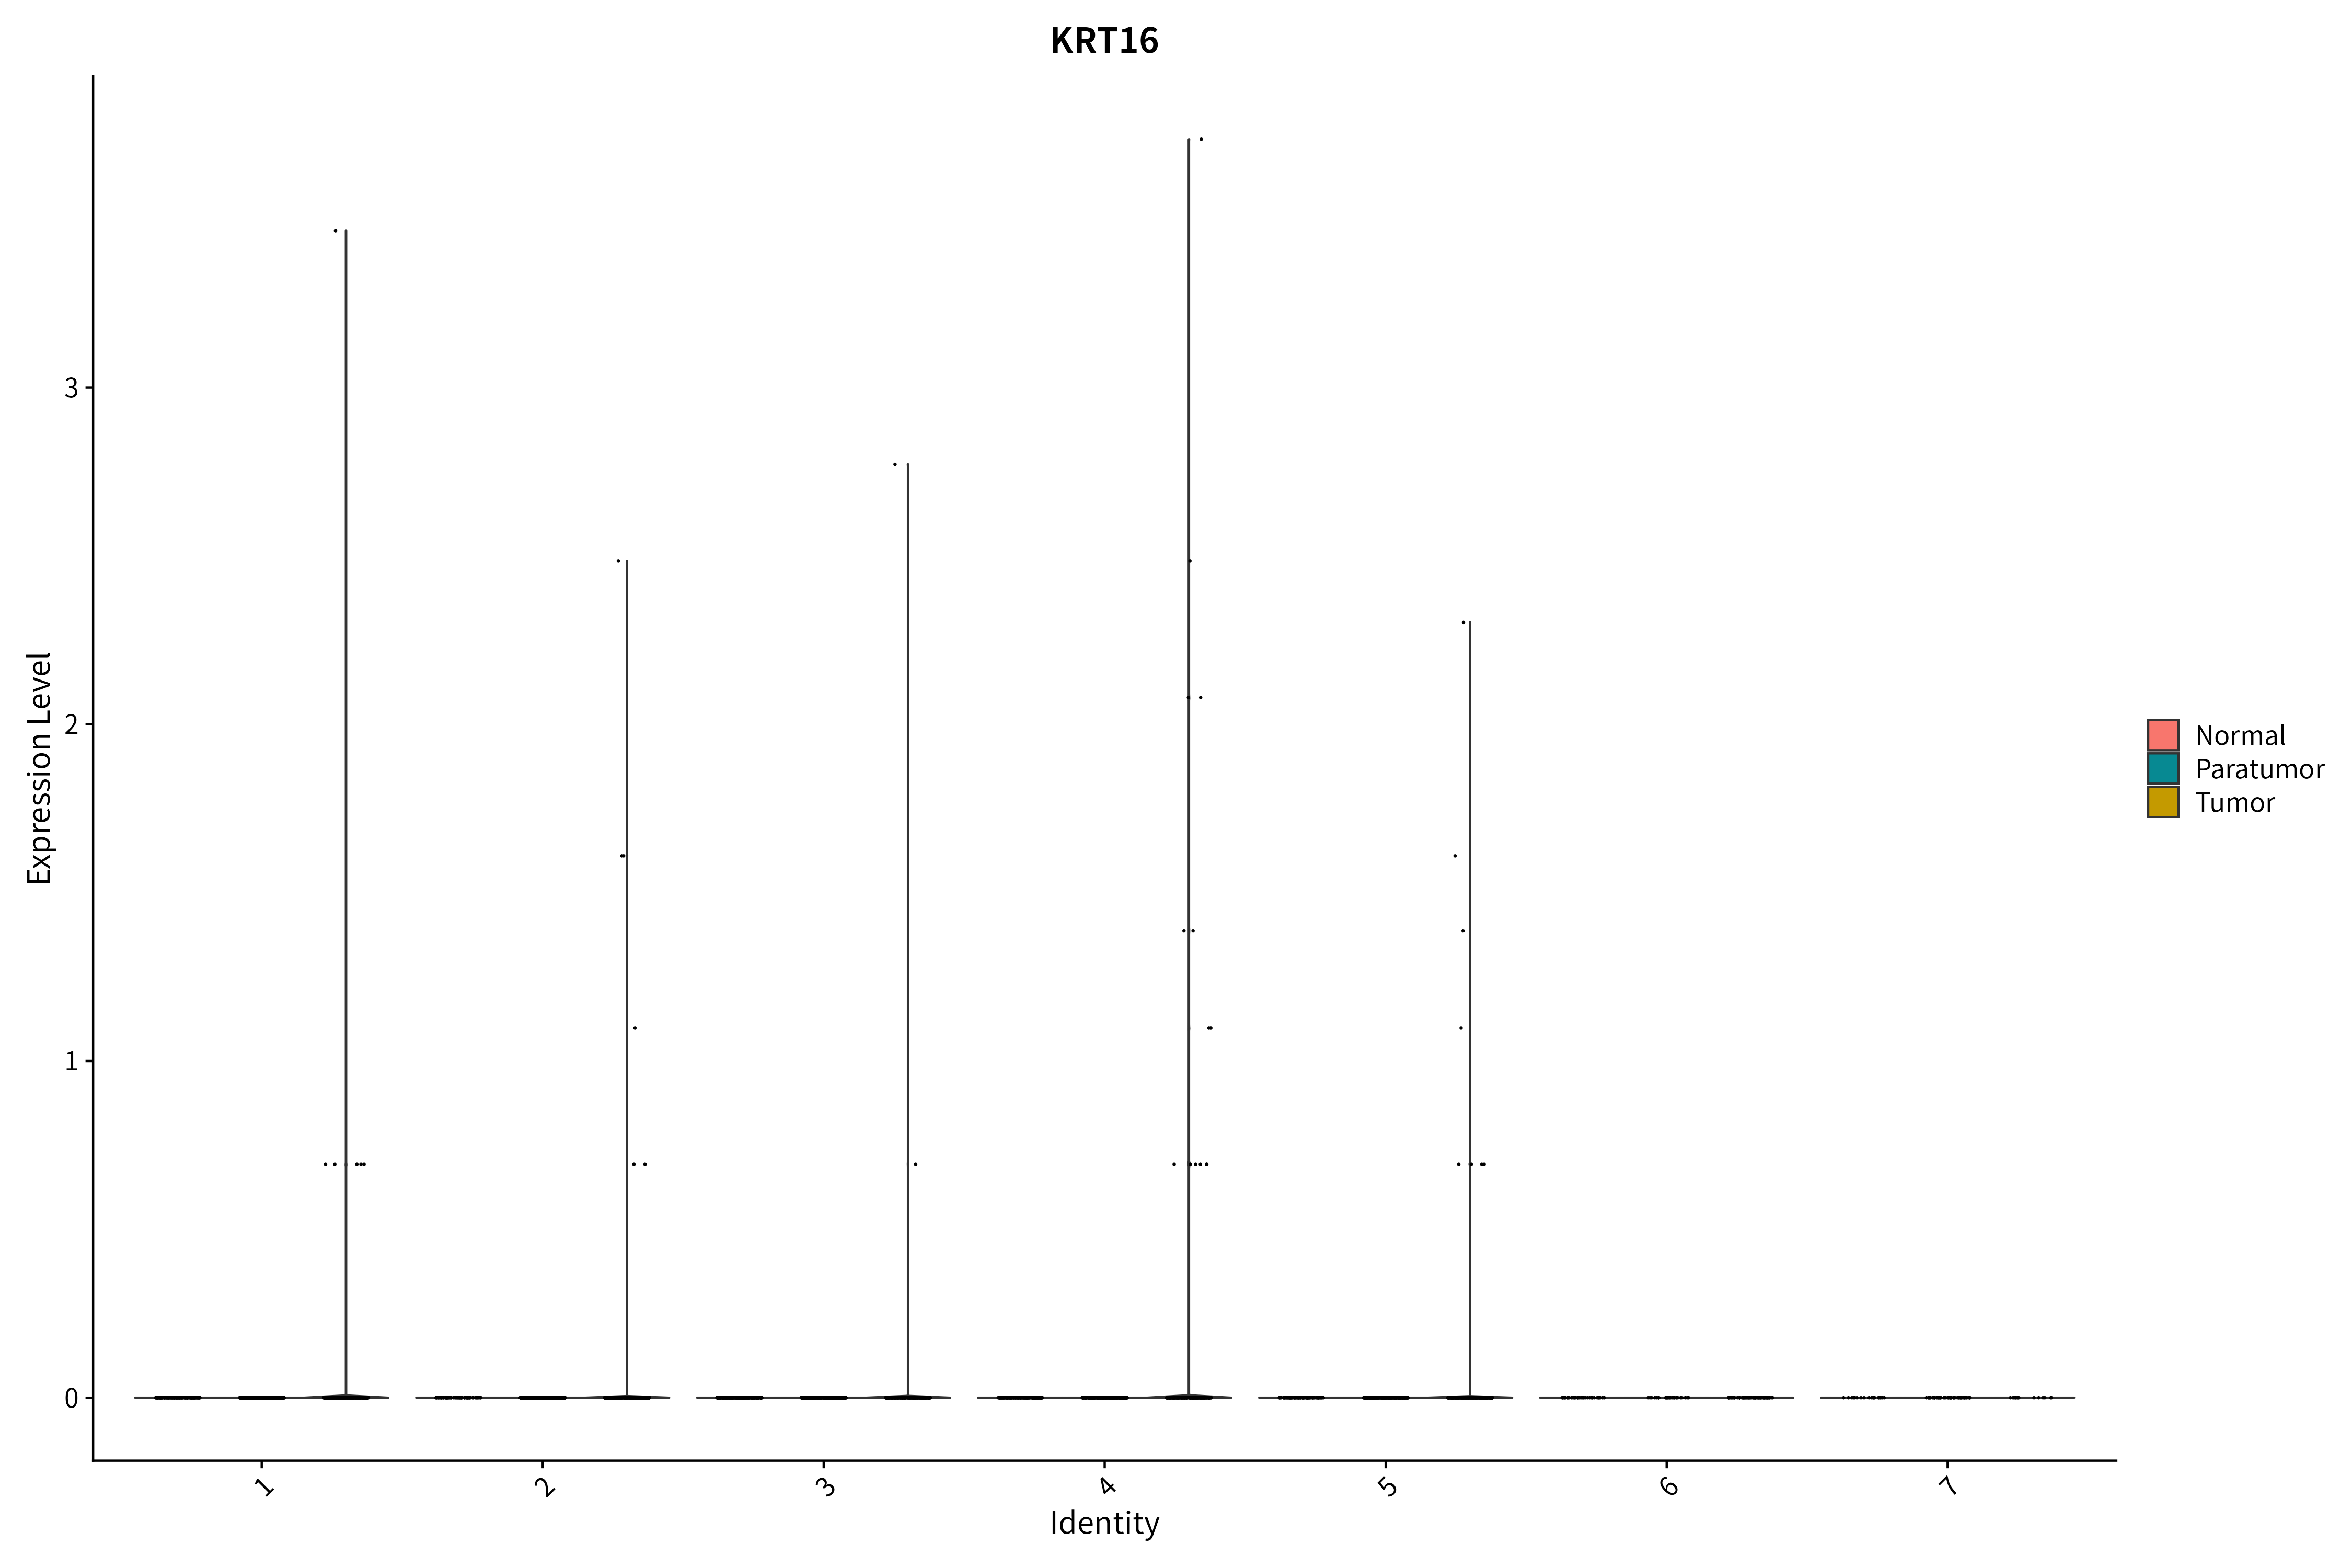 KRT16
Expression Level
3
2
1
0
1
2
3
4
5
6
7
Identity
Normal
Paratumor
Tumor